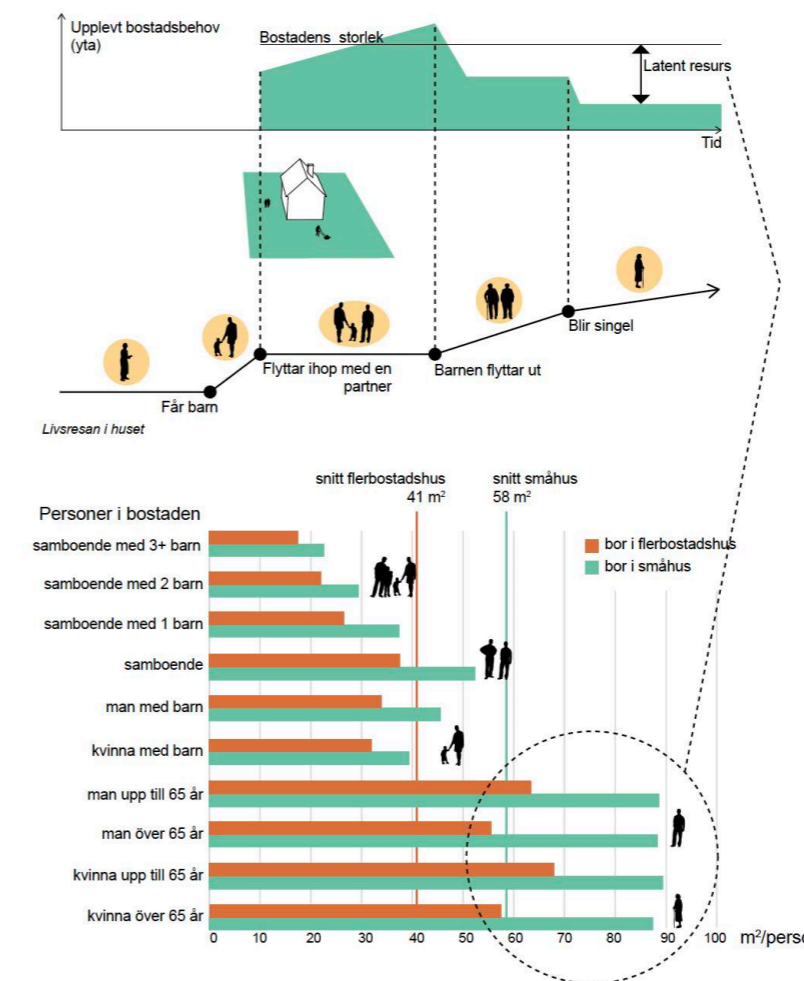 Upplevt bostadsbehov
(yta)
Bostadens storlek
Latent resurs
Tid
Blir singel
Flyttar ihop med en
partner
Barnen flyttar ut
Får barn
Livsresan i huset
snitt flerbostadshus
41 m²
snitt småhus
58 m²
Personer i bostaden
bor i flerbostadshus
bor i småhus
samboende med 3+ barn
samboende med 2 barn
samboende med 1 barn
samboende
man med barn
kvinna med barn
man upp till 65 år
man över 65 år
kvinna upp till 65 år
kvinna över 65 år
0 10 20 30 40 50 60 70 80 90 100 m²/perso